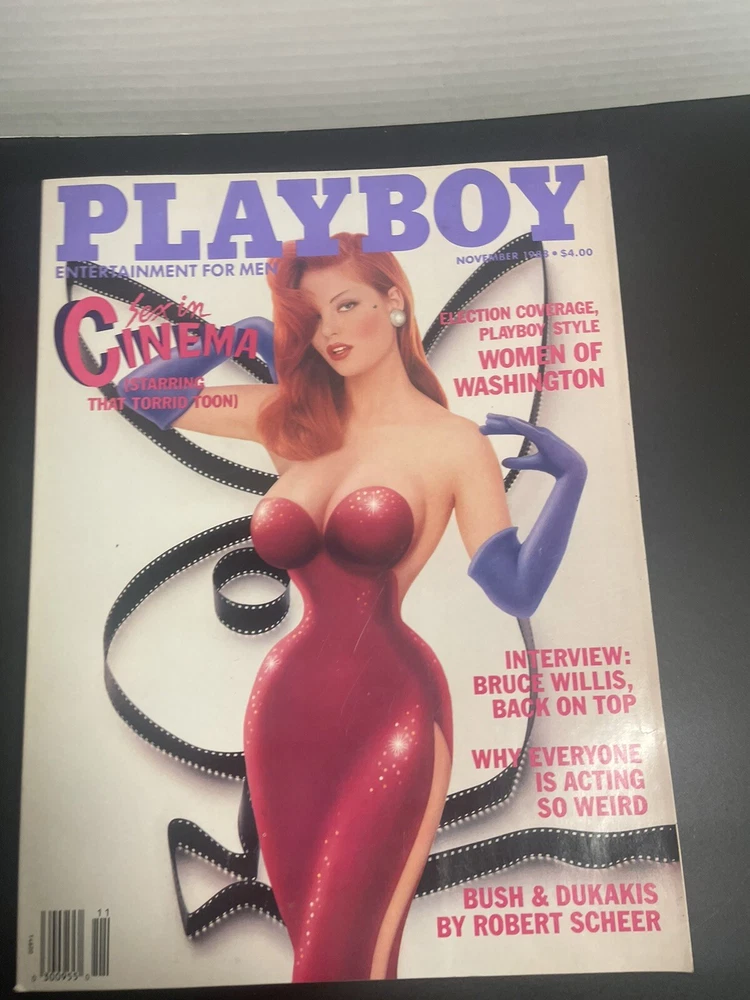 PLAYBOY
ENTERTAINMENT FOR MEN
NOVEMBER 1988 • $4.00
Sex in
CINEMA
(STARRING
THAT TORRID TOON)
ELECTION COVERAGE,
PLAYBOY STYLE
WOMEN OF
WASHINGTON
INTERVIEW:
BRUCE WILLIS,
BACK ON TOP
WHY EVERYONE
IS ACTING
SO WEIRD
BUSH & DUKAKIS
BY ROBERT SCHEER
11